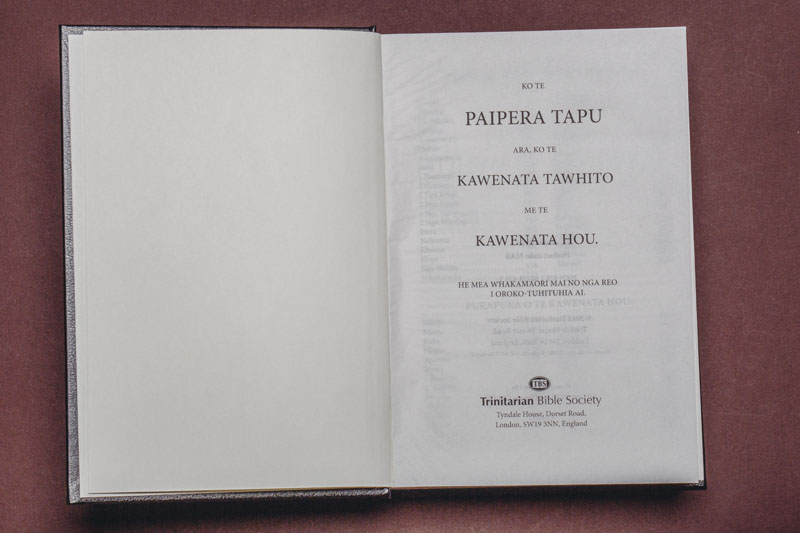 KO TE
PAIPERA TAPU
ARA, KO TE
KAWENATA TAWHITO
ME TE
KAWENATA HOU.
HE MEA WHAKAMAORI MAI NO NGA REO
I OROKO-TUHITUHIA AI.
TBS
Trinitarian Bible Society
Tyndale House, Dorset Road,
London, SW19 3NN, England